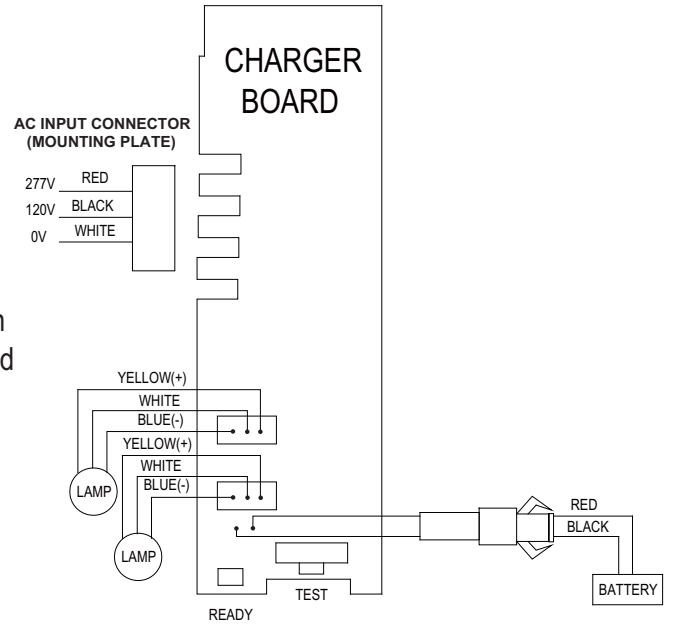 CHARGER
BOARD
AC INPUT CONNECTOR
(MOUNTING PLATE)
277V RED
120V BLACK
0V WHITE
n
d
YELLOW(+)
WHITE
BLUE(-)
YELLOW(+)
WHITE
BLUE(-)
LAMP
LAMP
RED
BLACK
BATTERY
TEST
READY